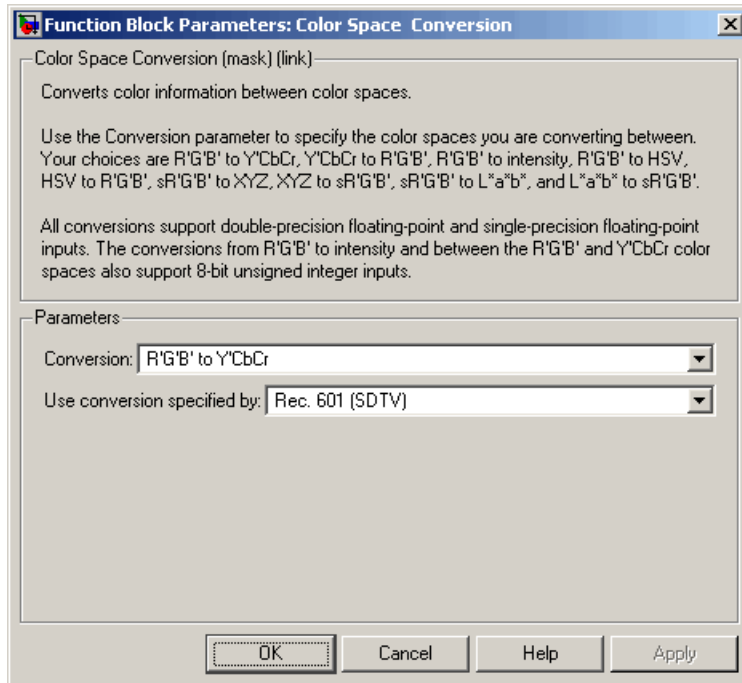 Function Block Parameters: Color Space Conversion
Color Space Conversion (mask) (link)
Converts color information between color spaces.
Use the Conversion parameter to specify the color spaces you are converting between.
Your choices are R'G'B' to Y'CbCr, Y'CbCr to R'G'B', R'G'B' to intensity, R'G'B' to HSV,
HSV to R'G'B', sR'G'B' to XYZ, XYZ to sR'G'B', sR'G'B' to L*a*b*, and L*a*b* to sR'G'B'.
All conversions support double-precision floating-point and single-precision floating-point
inputs. The conversions from R'G'B' to intensity and between the R'G'B' and Y'CbCr color
spaces also support 8-bit unsigned integer inputs.
Parameters
Conversion: R'G'B' to Y'CbCr
Use conversion specified by: Rec. 601 (SDTV)
OK Cancel Help Apply